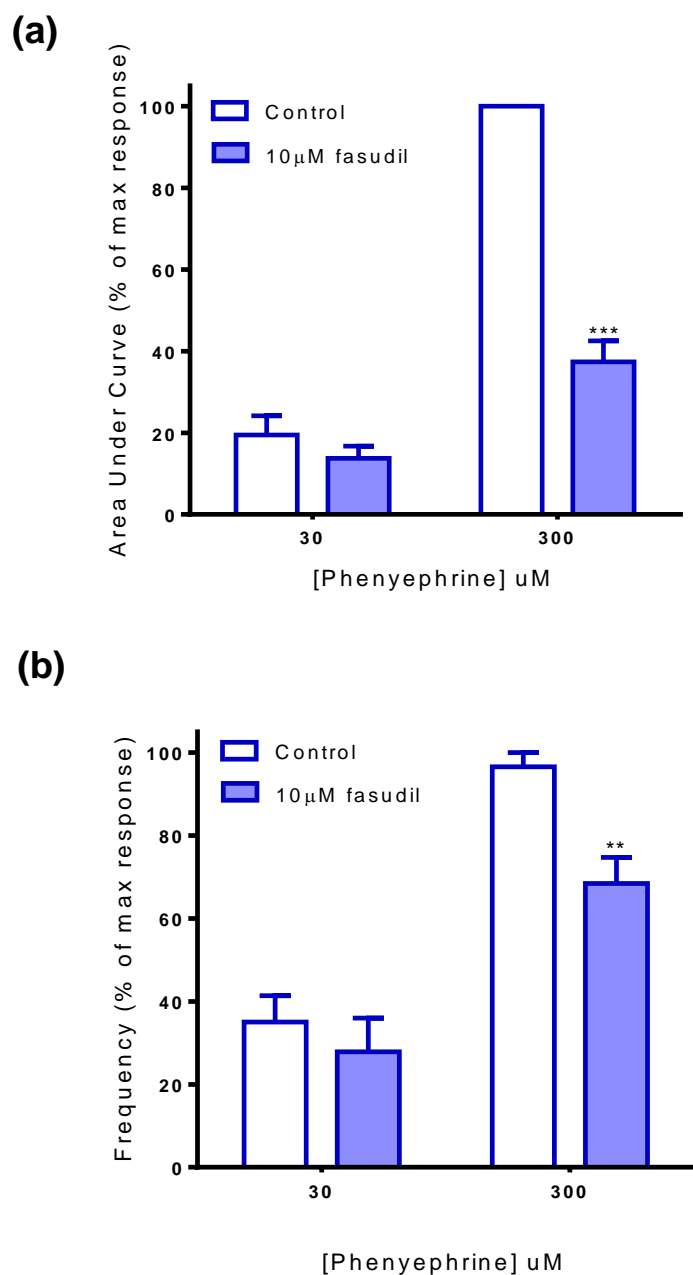 (a)
Area Under Curve (% of max response)
100
80
60
40
20
0
Control
10μM fasudil
***
30
300
[Phenyephrine] uM
(b)
Frequency (% of max response)
100
80
60
40
20
0
Control
10μM fasudil
**
30
300
[Phenyephrine] uM